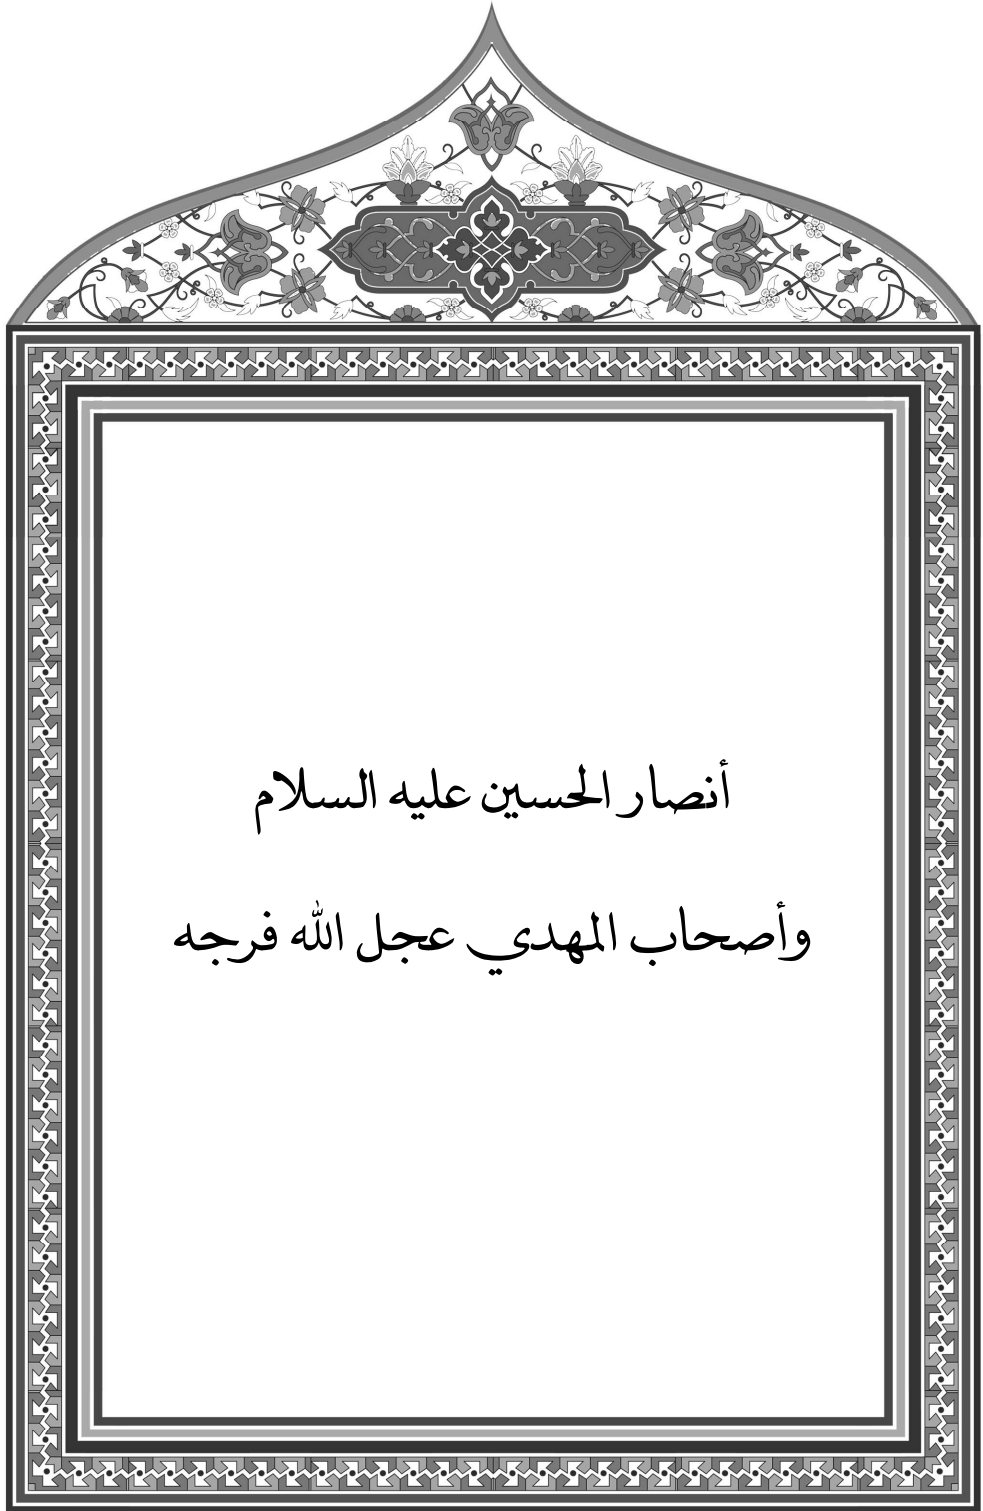 أنصار الحسين عليه السلام
وأصحاب المهدي عجل الله فرجه